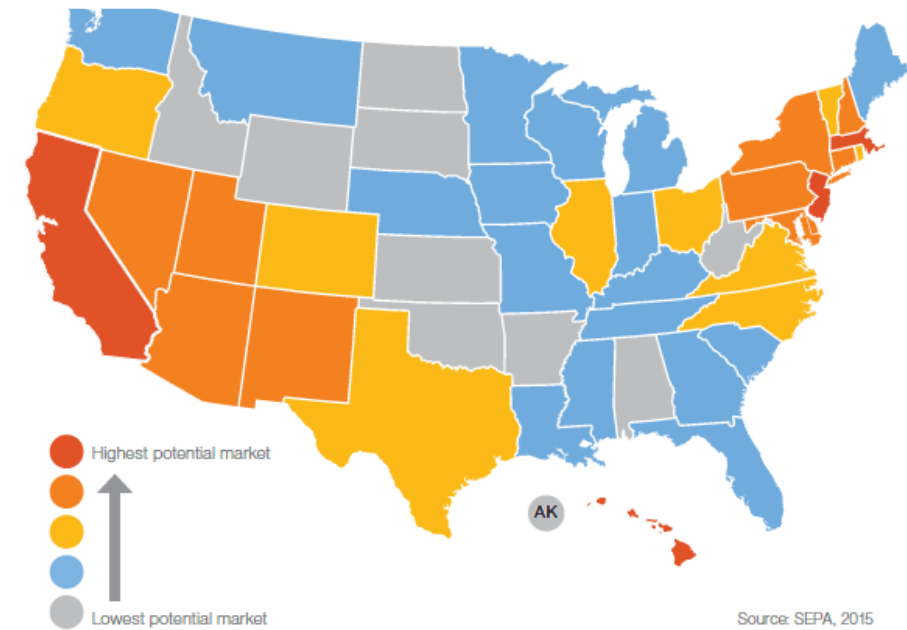 Highest potential market
AK
Lowest potential market
Source: SEPA, 2015